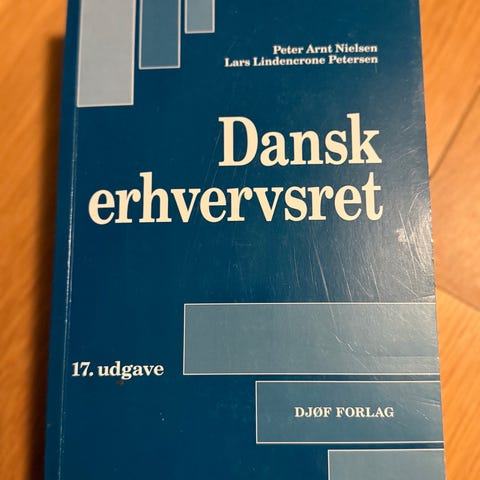 Peter Arnt Nielsen
Lars Lindencrone Petersen
Dansk
erhvervsret
17. udgave
DJØF FORLAG